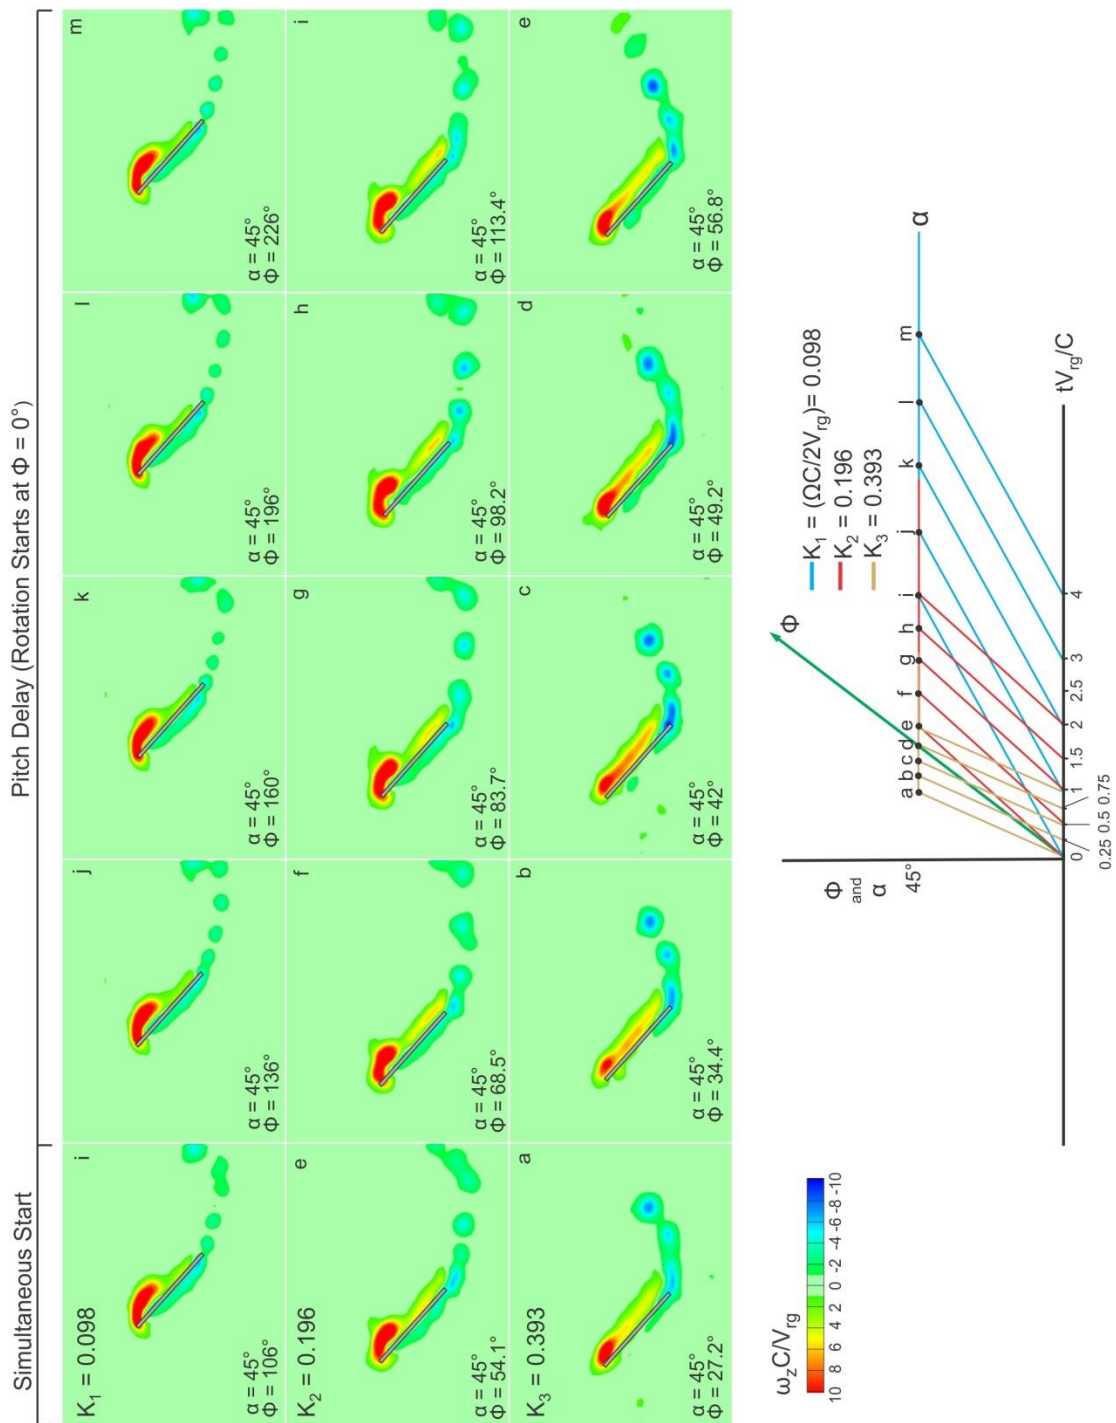 Simultaneous Start
Pitch Delay (Rotation Starts at Φ = 0°)
K₁ = 0.098
i
α = 45°
Φ = 106°
j
α = 45°
Φ = 136°
k
α = 45°
Φ = 160°
l
α = 45°
Φ = 196°
m
α = 45°
Φ = 226°
K₂ = 0.196
e
α = 45°
Φ = 54.1°
f
α = 45°
Φ = 68.5°
g
α = 45°
Φ = 83.7°
h
α = 45°
Φ = 98.2°
i
α = 45°
Φ = 113.4°
K₃ = 0.393
a
α = 45°
Φ = 27.2°
b
α = 45°
Φ = 34.4°
c
α = 45°
Φ = 42°
d
α = 45°
Φ = 49.2°
e
α = 45°
Φ = 56.8°
ω_zC/V_rg
10 8 6 4 2 0 -2 -4 -6 -8 -10
Φ
and
α
45°
Φ
K₁ = (ΩC/2V_rg)= 0.098
K₂ = 0.196
K₃ = 0.393
a b c d e f g h i j k l m
α
tV_rg/C
0 1 1.5 2 2.5 3 4
0.25 0.5 0.75